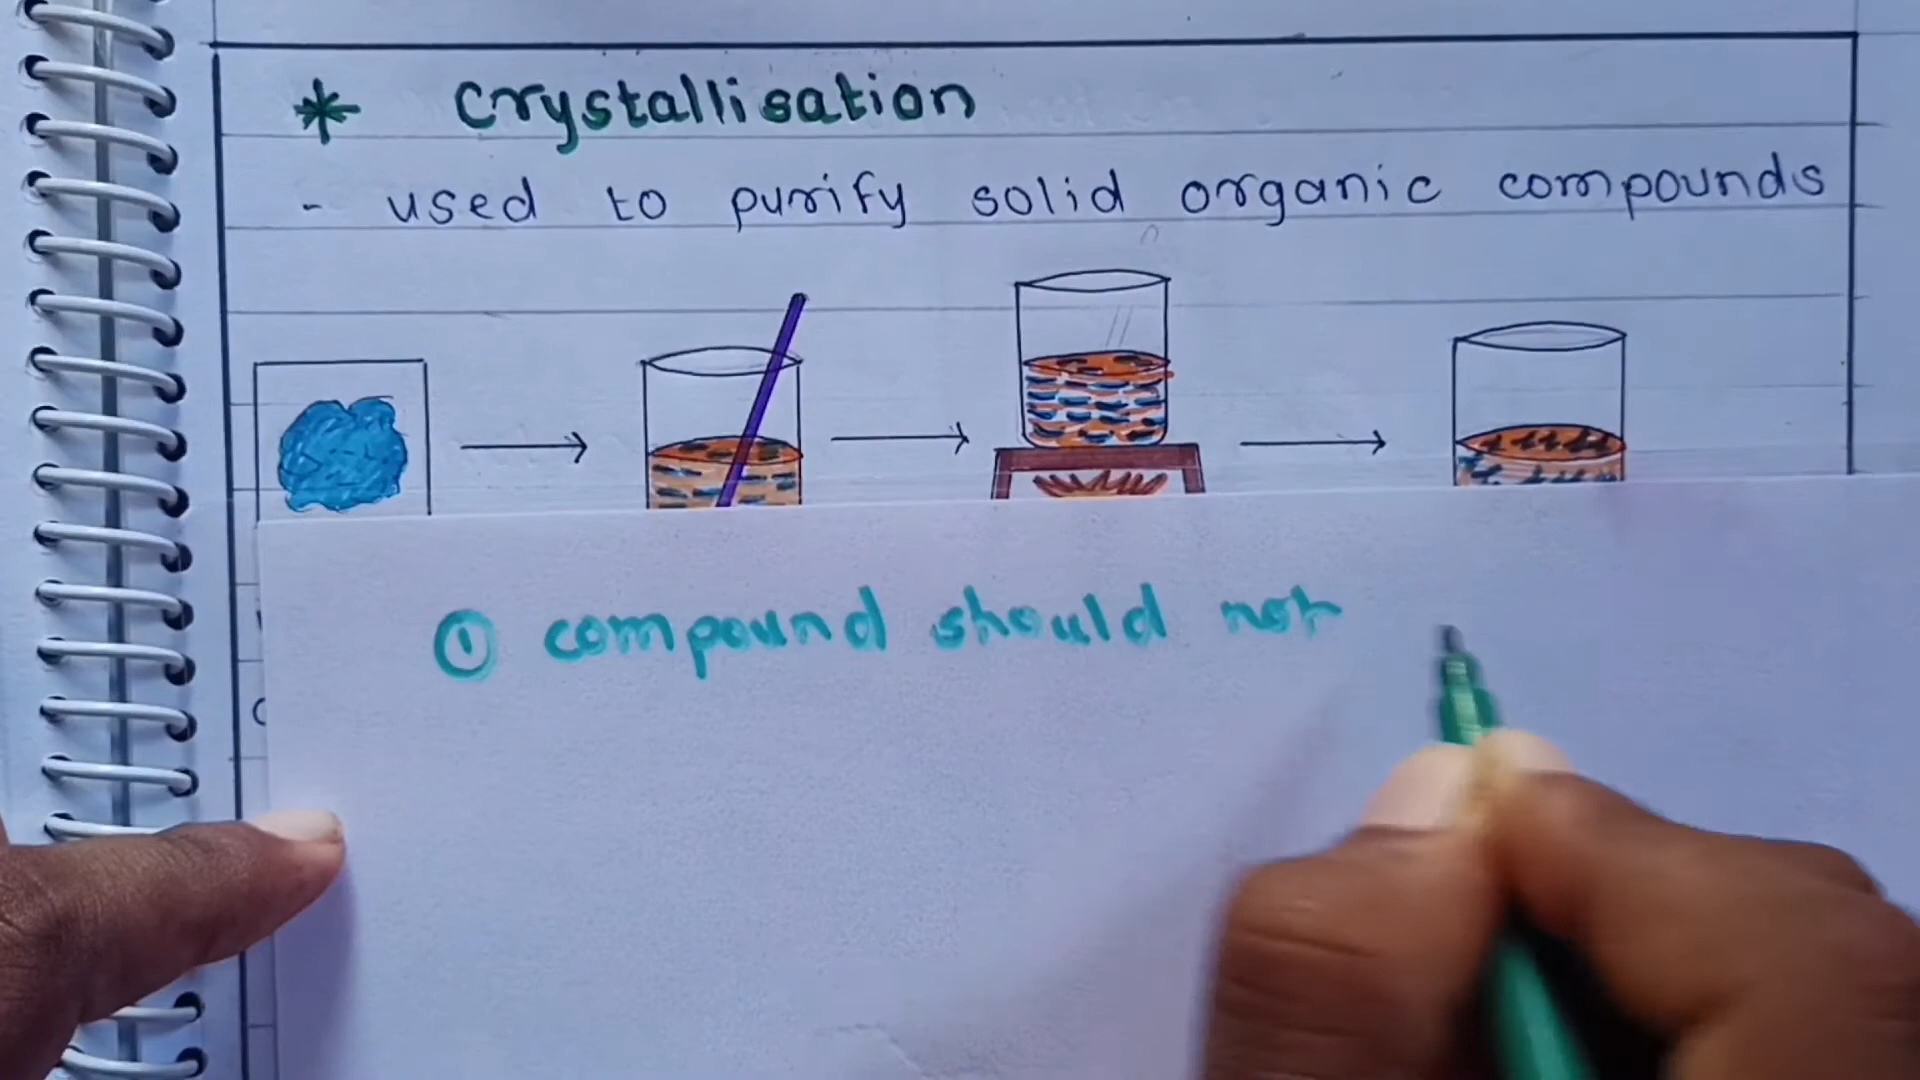 * Crystallisation
- used to purify solid organic compounds
① compound should not